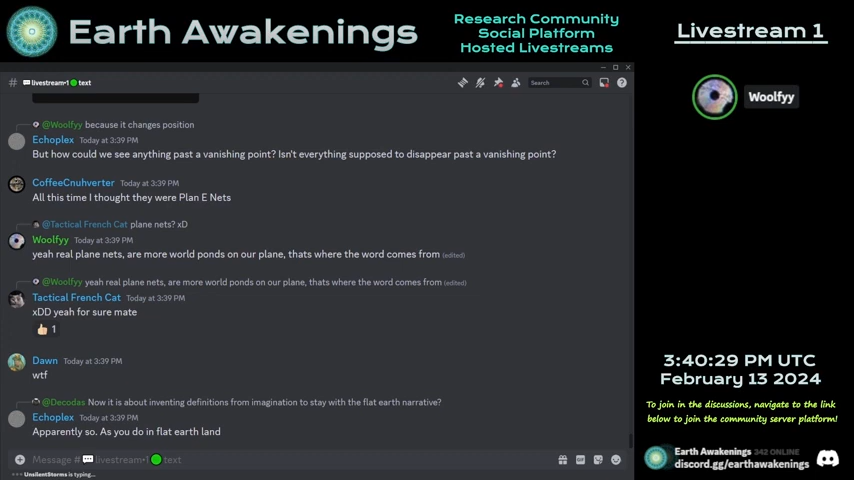 Earth Awakenings
Research Community
Social Platform
Hosted Livestreams
Livestream 1
# livestream•1 text
Search
Woolfyy
@Woolfyy because it changes position
Echoplex Today at 3:39 PM
But how could we see anything past a vanishing point? Isn't everything supposed to disappear past a vanishing point?
CoffeeCnuhverter Today at 3:39 PM
All this time I thought they were Plan E Nets
@Tactical French Cat plane nets? xD
Woolfyy Today at 3:39 PM
yeah real plane nets, are more world ponds on our plane, thats where the word comes from (edited)
@Woolfyy yeah real plane nets, are more world ponds on our plane, thats where the word comes from (edited)
Tactical French Cat Today at 3:39 PM
xDD yeah for sure mate
1
Dawn Today at 3:39 PM
wtf
@Decodas Now it is about inventing definitions from imagination to stay with the flat earth narrative?
Echoplex Today at 3:39 PM
Apparently so. As you do in flat earth land
Message # livestream•1 text
GIF
UnsilentStorms is typing...
3:40:29 PM UTC
February 13 2024
To join in the discussions, navigate to the link
below to join the community server platform!
Earth Awakenings 342 ONLINE
discord.gg/earthawakenings